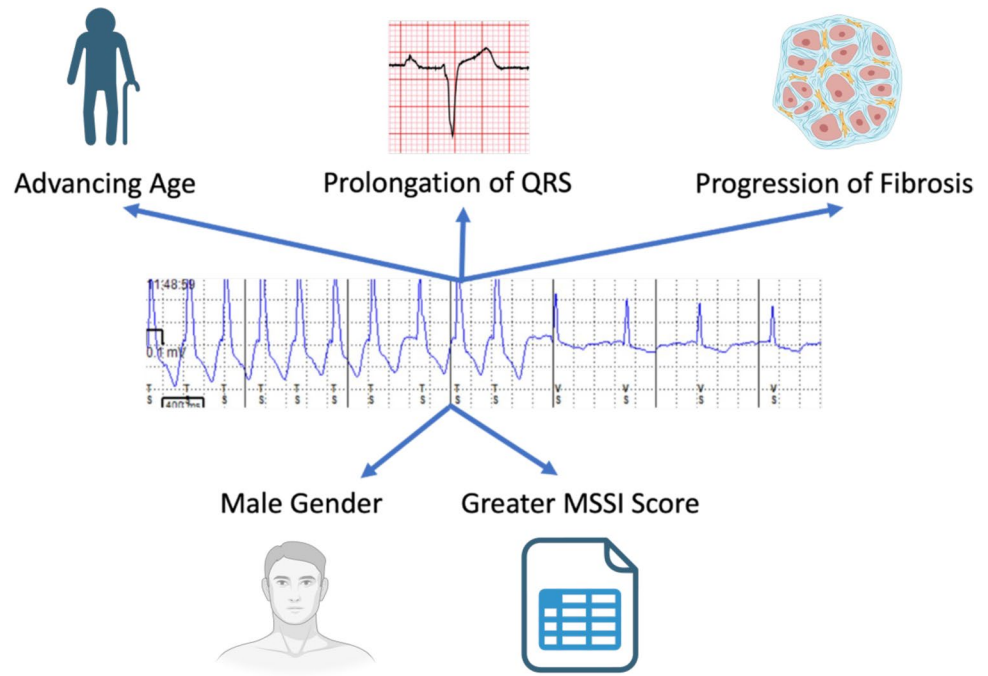 Advancing Age
Prolongation of QRS
Progression of Fibrosis
11:48:59
0.1 mV
T T T T T T T T T T V V V V
S S S S S S S S S S S S S S
400 ms
Male Gender
Greater MSSI Score